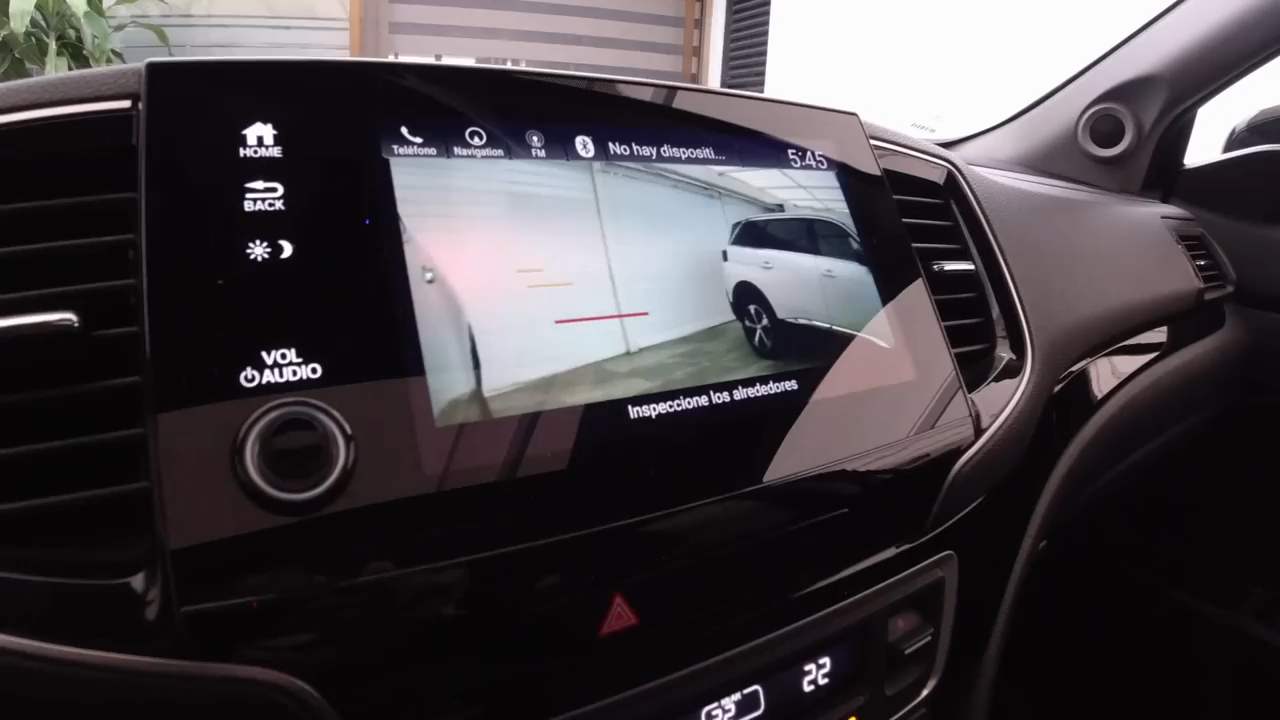 HOME
BACK
VOL
AUDIO
Teléfono
Navigation
FM
No hay dispositi...
5:45
Inspeccione los alrededores
22